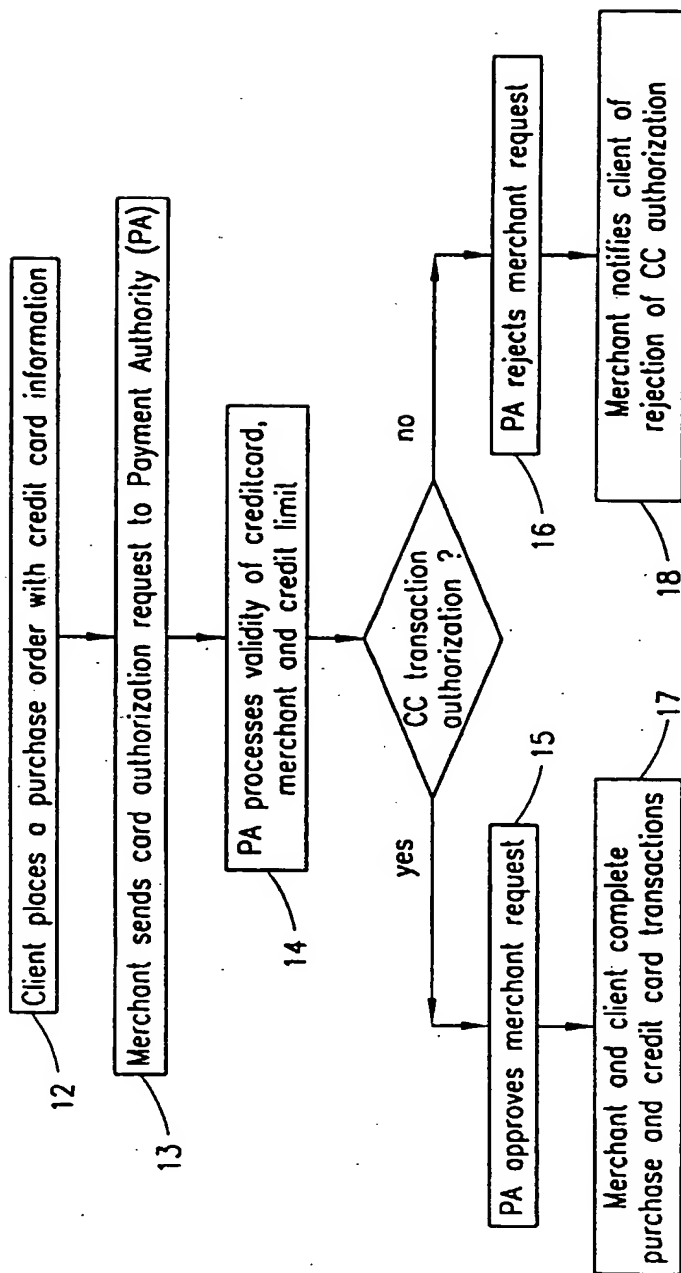 Client places a purchase order with credit card information
12
Merchant sends card authorization request to Payment Authority (PA)
13
PA processes validity of creditcard,
merchant and credit limit
14
CC transaction
authorization ?
yes
no
PA approves merchant request
15
PA rejects merchant request
16
Merchant and client complete
purchase and credit card transactions
17
Merchant notifies client of
rejection of CC authorization
18